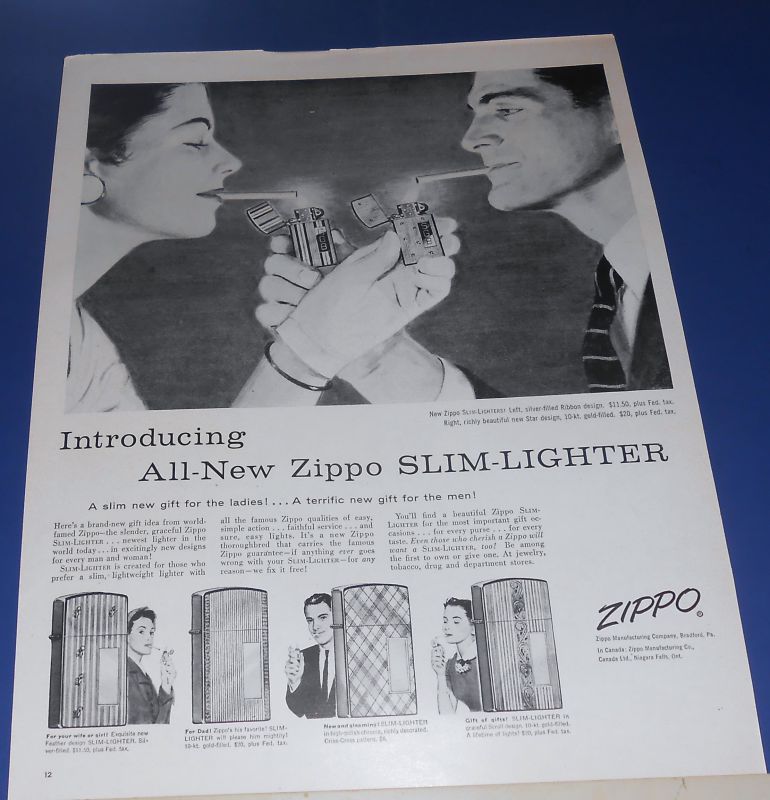 New Zippo SLIM-LIGHTERS! Left, silver-filled Ribbon design. $11.50, plus Fed. tax.
Right, richly beautiful new Star design, 10-kt. gold-filled. $20, plus Fed. tax.
Introducing
All-New Zippo SLIM-LIGHTER
A slim new gift for the ladies! . . . A terrific new gift for the men!
Here's a brand-new gift idea from world-
famed Zippo—the slender, graceful Zippo
SLIM-LIGHTER . . . newest lighter in the
world today . . . in excitingly new designs
for every man and woman!
SLIM-LIGHTER is created for those who
prefer a slim, lightweight lighter with
all the famous Zippo qualities of easy,
simple action . . . faithful service . . . and
sure, easy lights. It's a new Zippo
thoroughbred that carries the famous
Zippo guarantee—if anything ever goes
wrong with your SLIM-LIGHTER—for any
reason—we fix it free!
You'll find a beautiful Zippo SLIM-
LIGHTER for the most important gift oc-
casions . . . for every purse . . . for every
taste. Even those who cherish a Zippo will
want a SLIM-LIGHTER, too! Be among
the first to own or give one. At jewelry,
tobacco, drug and department stores.
For your wife or girl! Exquisite new
Feather design SLIM-LIGHTER. Sil-
ver-filled. $11.50, plus Fed. tax.
For Dad! Zippo's his favorite! SLIM-
LIGHTER will please him mightily!
10-kt. gold-filled. $20, plus Fed. tax.
New and gleaming! SLIM-LIGHTER
in high-polish chrome, richly decorated.
Criss-Cross pattern.
Gift of gifts! SLIM-LIGHTER in
graceful Scroll design. 10-kt. gold-filled.
A lifetime of lights! $20, plus Fed. tax.
ZIPPO®
Zippo Manufacturing Company, Bradford, Pa.
In Canada: Zippo Manufacturing Co.,
Canada Ltd., Niagara Falls, Ont.
12